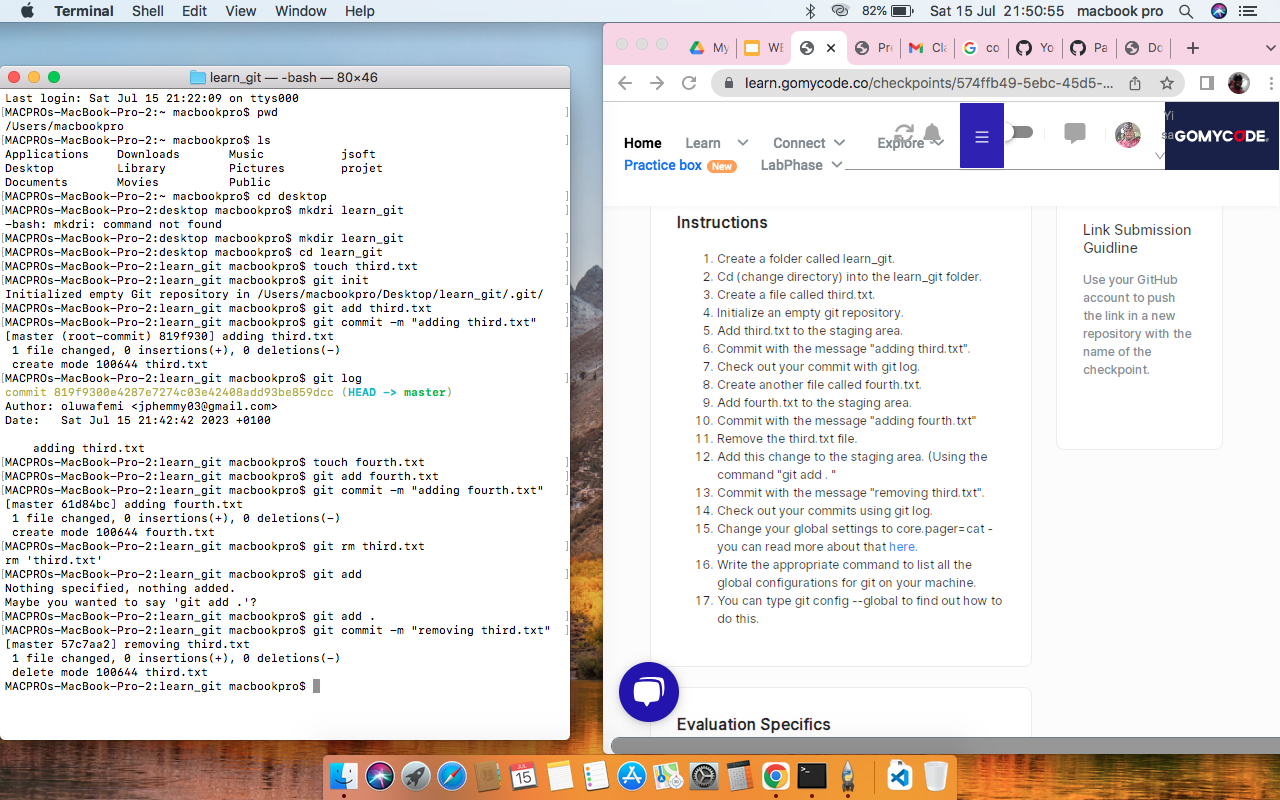 Terminal Shell Edit View Window Help 82% Sat 15 Jul 21:50:55 macbook pro
learn_git — -bash — 80×46
Last login: Sat Jul 15 21:22:09 on ttys000
[MACPROs-MacBook-Pro-2:~ macbookpro$ pwd ]
/Users/macbookpro
[MACPROs-MacBook-Pro-2:~ macbookpro$ ls ]
Applications Downloads Music jsoft
Desktop Library Pictures projet
Documents Movies Public
[MACPROs-MacBook-Pro-2:~ macbookpro$ cd desktop ]
[MACPROs-MacBook-Pro-2:desktop macbookpro$ mkdri learn_git ]
-bash: mkdri: command not found
[MACPROs-MacBook-Pro-2:desktop macbookpro$ mkdir learn_git ]
[MACPROs-MacBook-Pro-2:desktop macbookpro$ cd learn_git ]
[MACPROs-MacBook-Pro-2:learn_git macbookpro$ touch third.txt ]
[MACPROs-MacBook-Pro-2:learn_git macbookpro$ git init ]
Initialized empty Git repository in /Users/macbookpro/Desktop/learn_git/.git/
[MACPROs-MacBook-Pro-2:learn_git macbookpro$ git add third.txt ]
[MACPROs-MacBook-Pro-2:learn_git macbookpro$ git commit -m "adding third.txt" ]
[master (root-commit) 819f930] adding third.txt
1 file changed, 0 insertions(+), 0 deletions(-)
create mode 100644 third.txt
[MACPROs-MacBook-Pro-2:learn_git macbookpro$ git log ]
commit 819f9300e4287e7274c03e42408add93be859dcc (HEAD -> master)
Author: oluwafemi <jphemmy03@gmail.com>
Date: Sat Jul 15 21:42:42 2023 +0100
adding third.txt
[MACPROs-MacBook-Pro-2:learn_git macbookpro$ touch fourth.txt ]
[MACPROs-MacBook-Pro-2:learn_git macbookpro$ git add fourth.txt ]
[MACPROs-MacBook-Pro-2:learn_git macbookpro$ git commit -m "adding fourth.txt" ]
[master 61d84bc] adding fourth.txt
1 file changed, 0 insertions(+), 0 deletions(-)
create mode 100644 fourth.txt
[MACPROs-MacBook-Pro-2:learn_git macbookpro$ git rm third.txt ]
rm 'third.txt'
[MACPROs-MacBook-Pro-2:learn_git macbookpro$ git add ]
Nothing specified, nothing added.
Maybe you wanted to say 'git add .'?
[MACPROs-MacBook-Pro-2:learn_git macbookpro$ git add . ]
[MACPROs-MacBook-Pro-2:learn_git macbookpro$ git commit -m "removing third.txt" ]
[master 57c7aa2] removing third.txt
1 file changed, 0 insertions(+), 0 deletions(-)
delete mode 100644 third.txt
MACPROs-MacBook-Pro-2:learn_git macbookpro$
My WE Pr Cl co Yo Pa Do
learn.gomycode.co/checkpoints/574ffb49-5ebc-45d5-...
Home Learn Connect Explore
Yi
sa
GOMYCODE
Practice box New LabPhase
Instructions
1. Create a folder called learn_git.
2. Cd (change directory) into the learn_git folder.
3. Create a file called third.txt.
4. Initialize an empty git repository.
5. Add third.txt to the staging area.
6. Commit with the message "adding third.txt".
7. Check out your commit with git log.
8. Create another file called fourth.txt.
9. Add fourth.txt to the staging area.
10. Commit with the message "adding fourth.txt"
11. Remove the third.txt file.
12. Add this change to the staging area. (Using the
command "git add . "
13. Commit with the message "removing third.txt".
14. Check out your commits using git log.
15. Change your global settings to core.pager=cat -
you can read more about that here.
16. Write the appropriate command to list all the
global configurations for git on your machine.
17. You can type git config --global to find out how to
do this.
Evaluation Specifics
Link Submission
Guidline
Use your GitHub
account to push
the link in a new
repository with the
name of the
checkpoint.
JUL
15